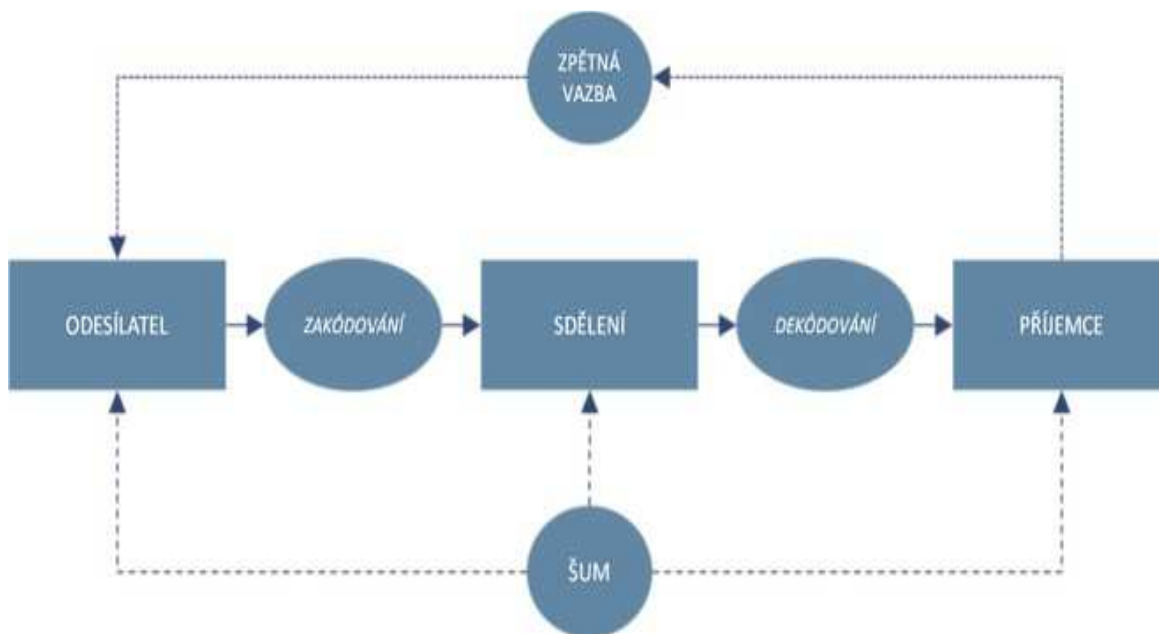 ZPĚTNÁ
VAZBA
ODESÍLATEL
ZAKÓDOVÁNÍ
SDĚLENÍ
DEKÓDOVÁNÍ
PŘÍJEMCE
ŠUM